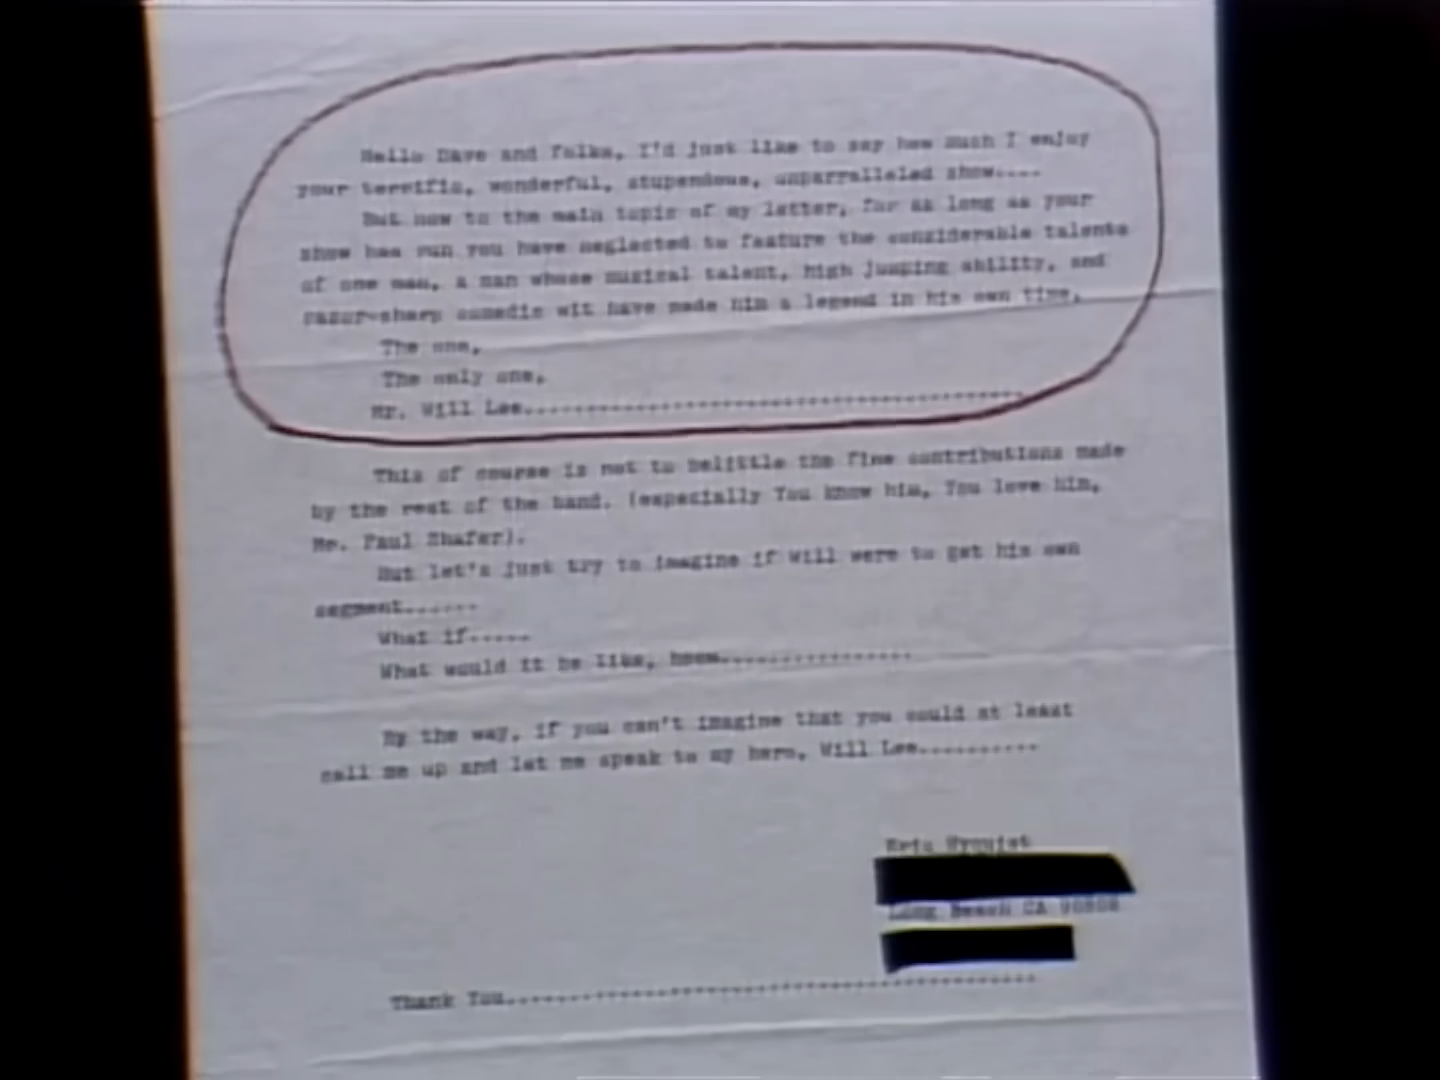 Hello Dave and folks, I'd just like to say how much I enjoy
your terrific, wonderful, stupendous, unparralleled show....
But now to the main topic of my letter, for as long as your
show has run you have neglected to feature the considerable talents
of one man, a man whose musical talent, high jumping ability, and
razor-sharp comedic wit have made him a legend in his own time,
The one,
The only one,
Mr. Will Lee.............................................
This of course is not to belittle the fine contributions made
by the rest of the band. (especially You know him, You love him,
Mr. Paul Shafer).
But let's just try to imagine if Will were to get his own
segment......
What if.....
What would it be like, hmmm................
By the way, if you can't imagine that you could at least
call me up and let me speak to my hero, Will Lee..........
Eric Nyquist
Long Beach CA 90808
Thank You...............................................